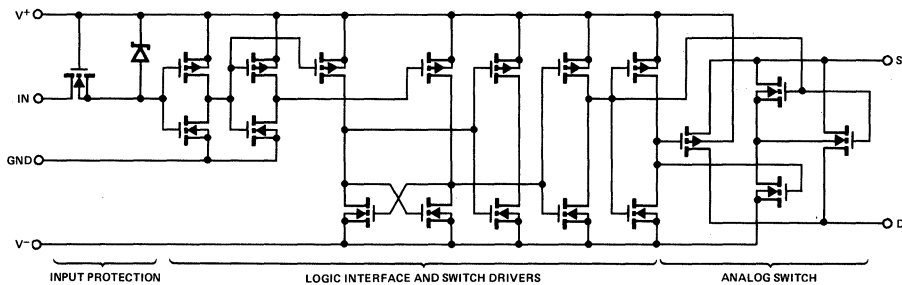 V+
S
IN
GND
D
V−
INPUT PROTECTION
LOGIC INTERFACE AND SWITCH DRIVERS
ANALOG SWITCH